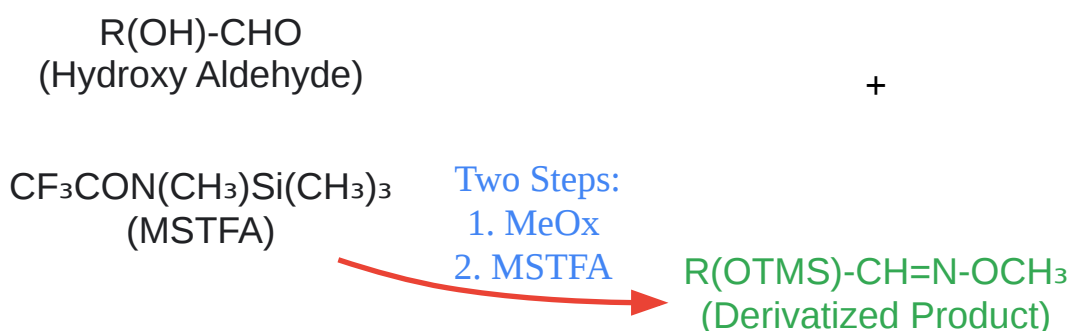 R(OH)-CHO
(Hydroxy Aldehyde)
+
CF₃CON(CH₃)Si(CH₃)₃
(MSTFA)
Two Steps:
1. MeOx
2. MSTFA
R(OTMS)-CH=N-OCH₃
(Derivatized Product)